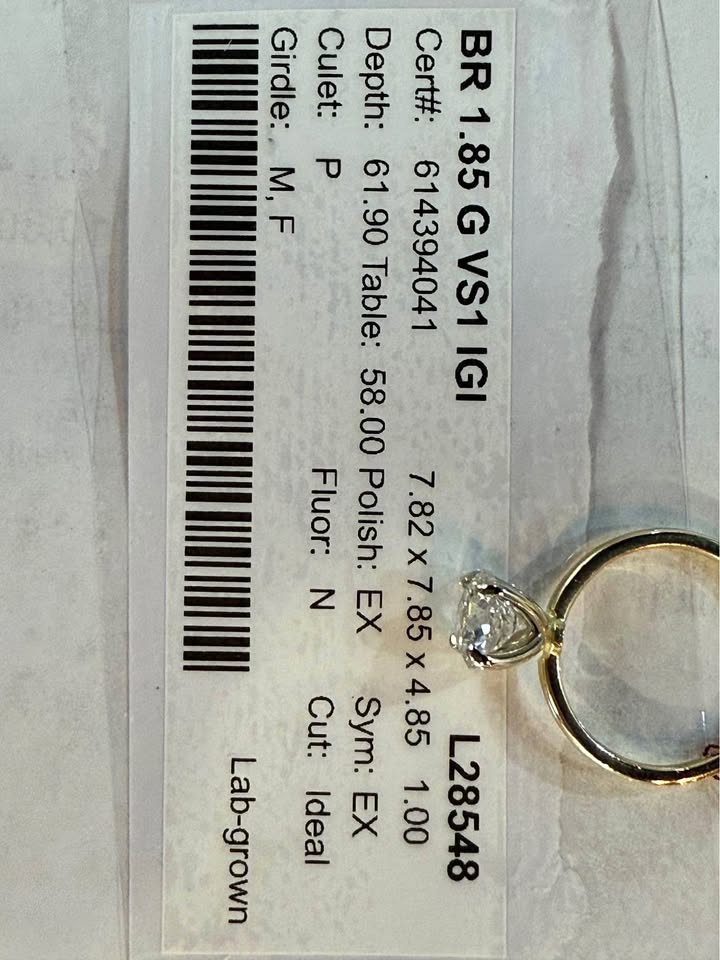 BR 1.85 G VS1 IGI L28548
Cert#: 614394041 7.82 x 7.85 x 4.85 1.00
Depth: 61.90 Table: 58.00 Polish: EX Sym: EX
Culet: P Fluor: N Cut: Ideal
Girdle: M, F
Lab-grown